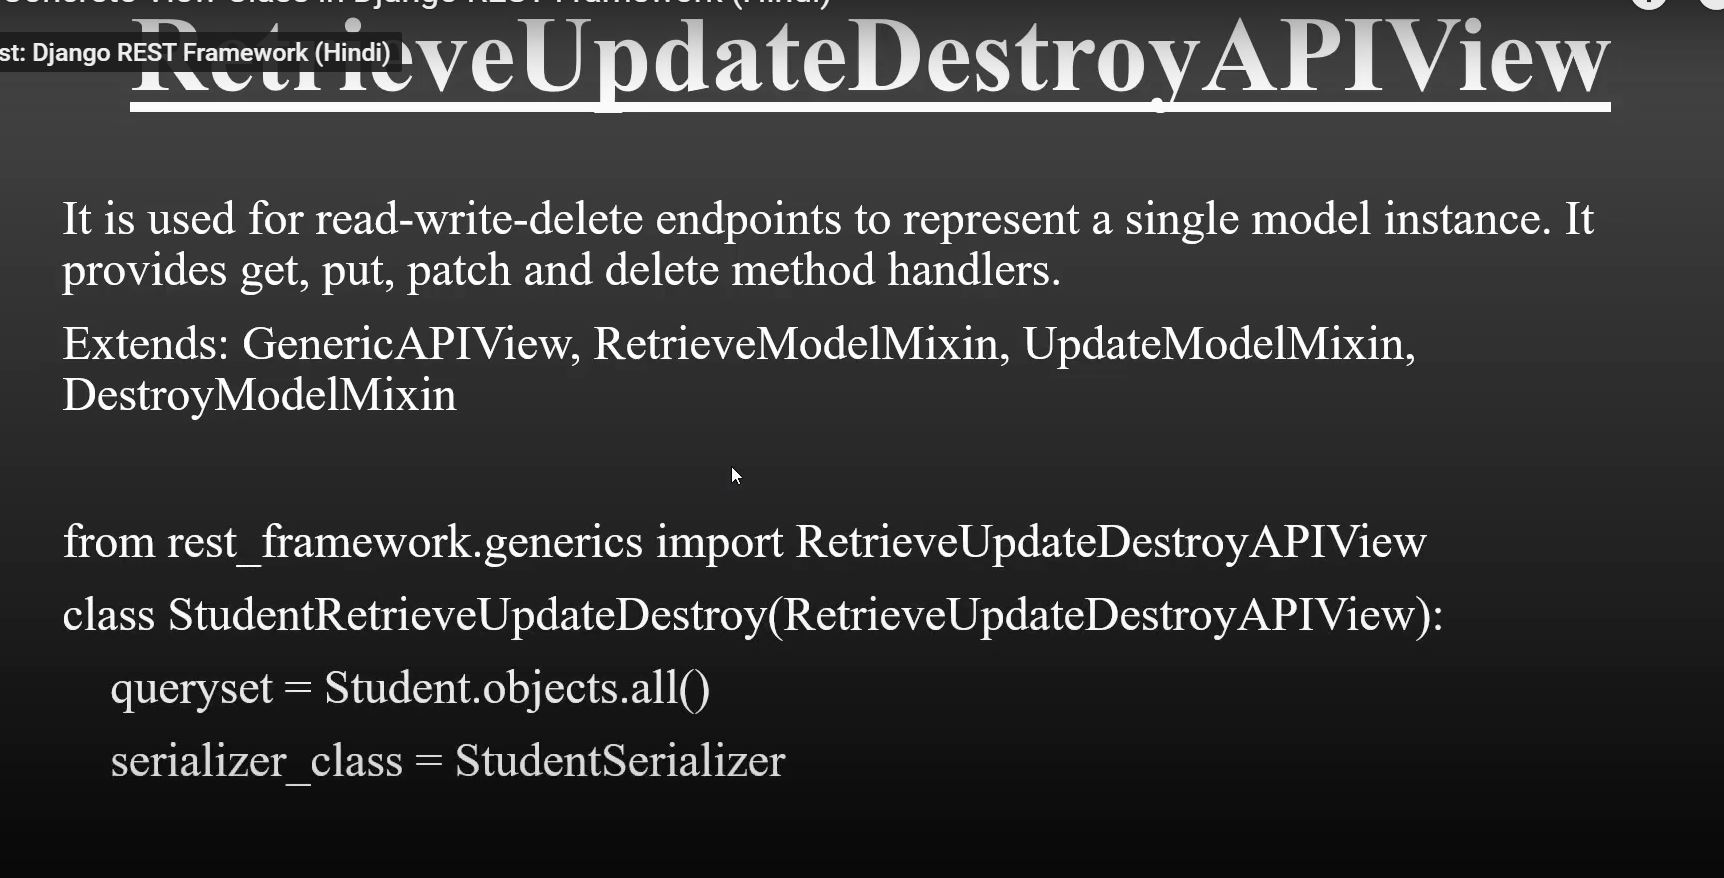 Concrete View Class in Django REST Framework (Hindi)
RetrieveUpdateDestroyAPIView
st: Django REST Framework (Hindi)
It is used for read-write-delete endpoints to represent a single model instance. It
provides get, put, patch and delete method handlers.
Extends: GenericAPIView, RetrieveModelMixin, UpdateModelMixin,
DestroyModelMixin
from rest_framework.generics import RetrieveUpdateDestroyAPIView
class StudentRetrieveUpdateDestroy(RetrieveUpdateDestroyAPIView):
queryset = Student.objects.all()
serializer_class = StudentSerializer